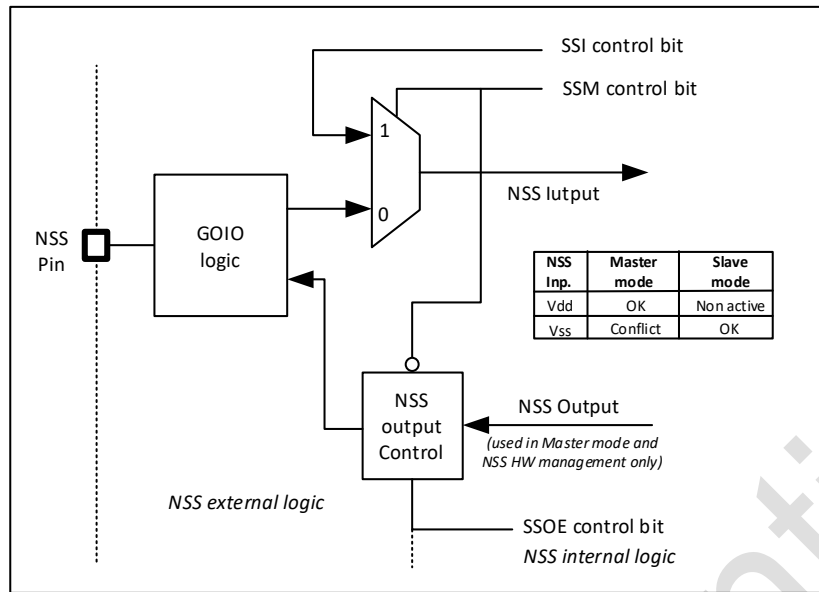 SSI control bit
SSM control bit
1
0
NSS Iutput
GOIO
logic
NSS
Pin
NSS Inp. Master mode Slave mode
Vdd OK Non active
Vss Conflict OK
NSS
output
Control
NSS Output
(used in Master mode and
NSS HW management only)
NSS external logic
SSOE control bit
NSS internal logic